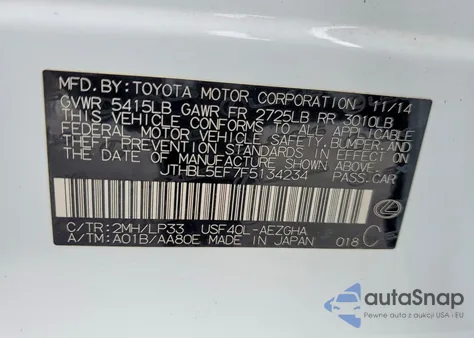 MFD.BY:TOYOTA MOTOR CORPORATION 11/14
GVWR 5415LB GAWR FR 2725LB RR 3010LB
THIS VEHICLE CONFORMS TO ALL APPLICABLE
FEDERAL MOTOR VEHICLE SAFETY, BUMPER, AND
THEFT PREVENTION STANDARDS IN EFFECT ON
THE DATE OF MANUFACTURE SHOWN ABOVE.
JTHBL5EF7F5134234 PASS.CAR
C/TR:2MH/LP33 USF40L-AEZGHA
A/TM:A01B/AA80E MADE IN JAPAN 018 C
autoSnap
Pewne auta z aukcji USA i EU